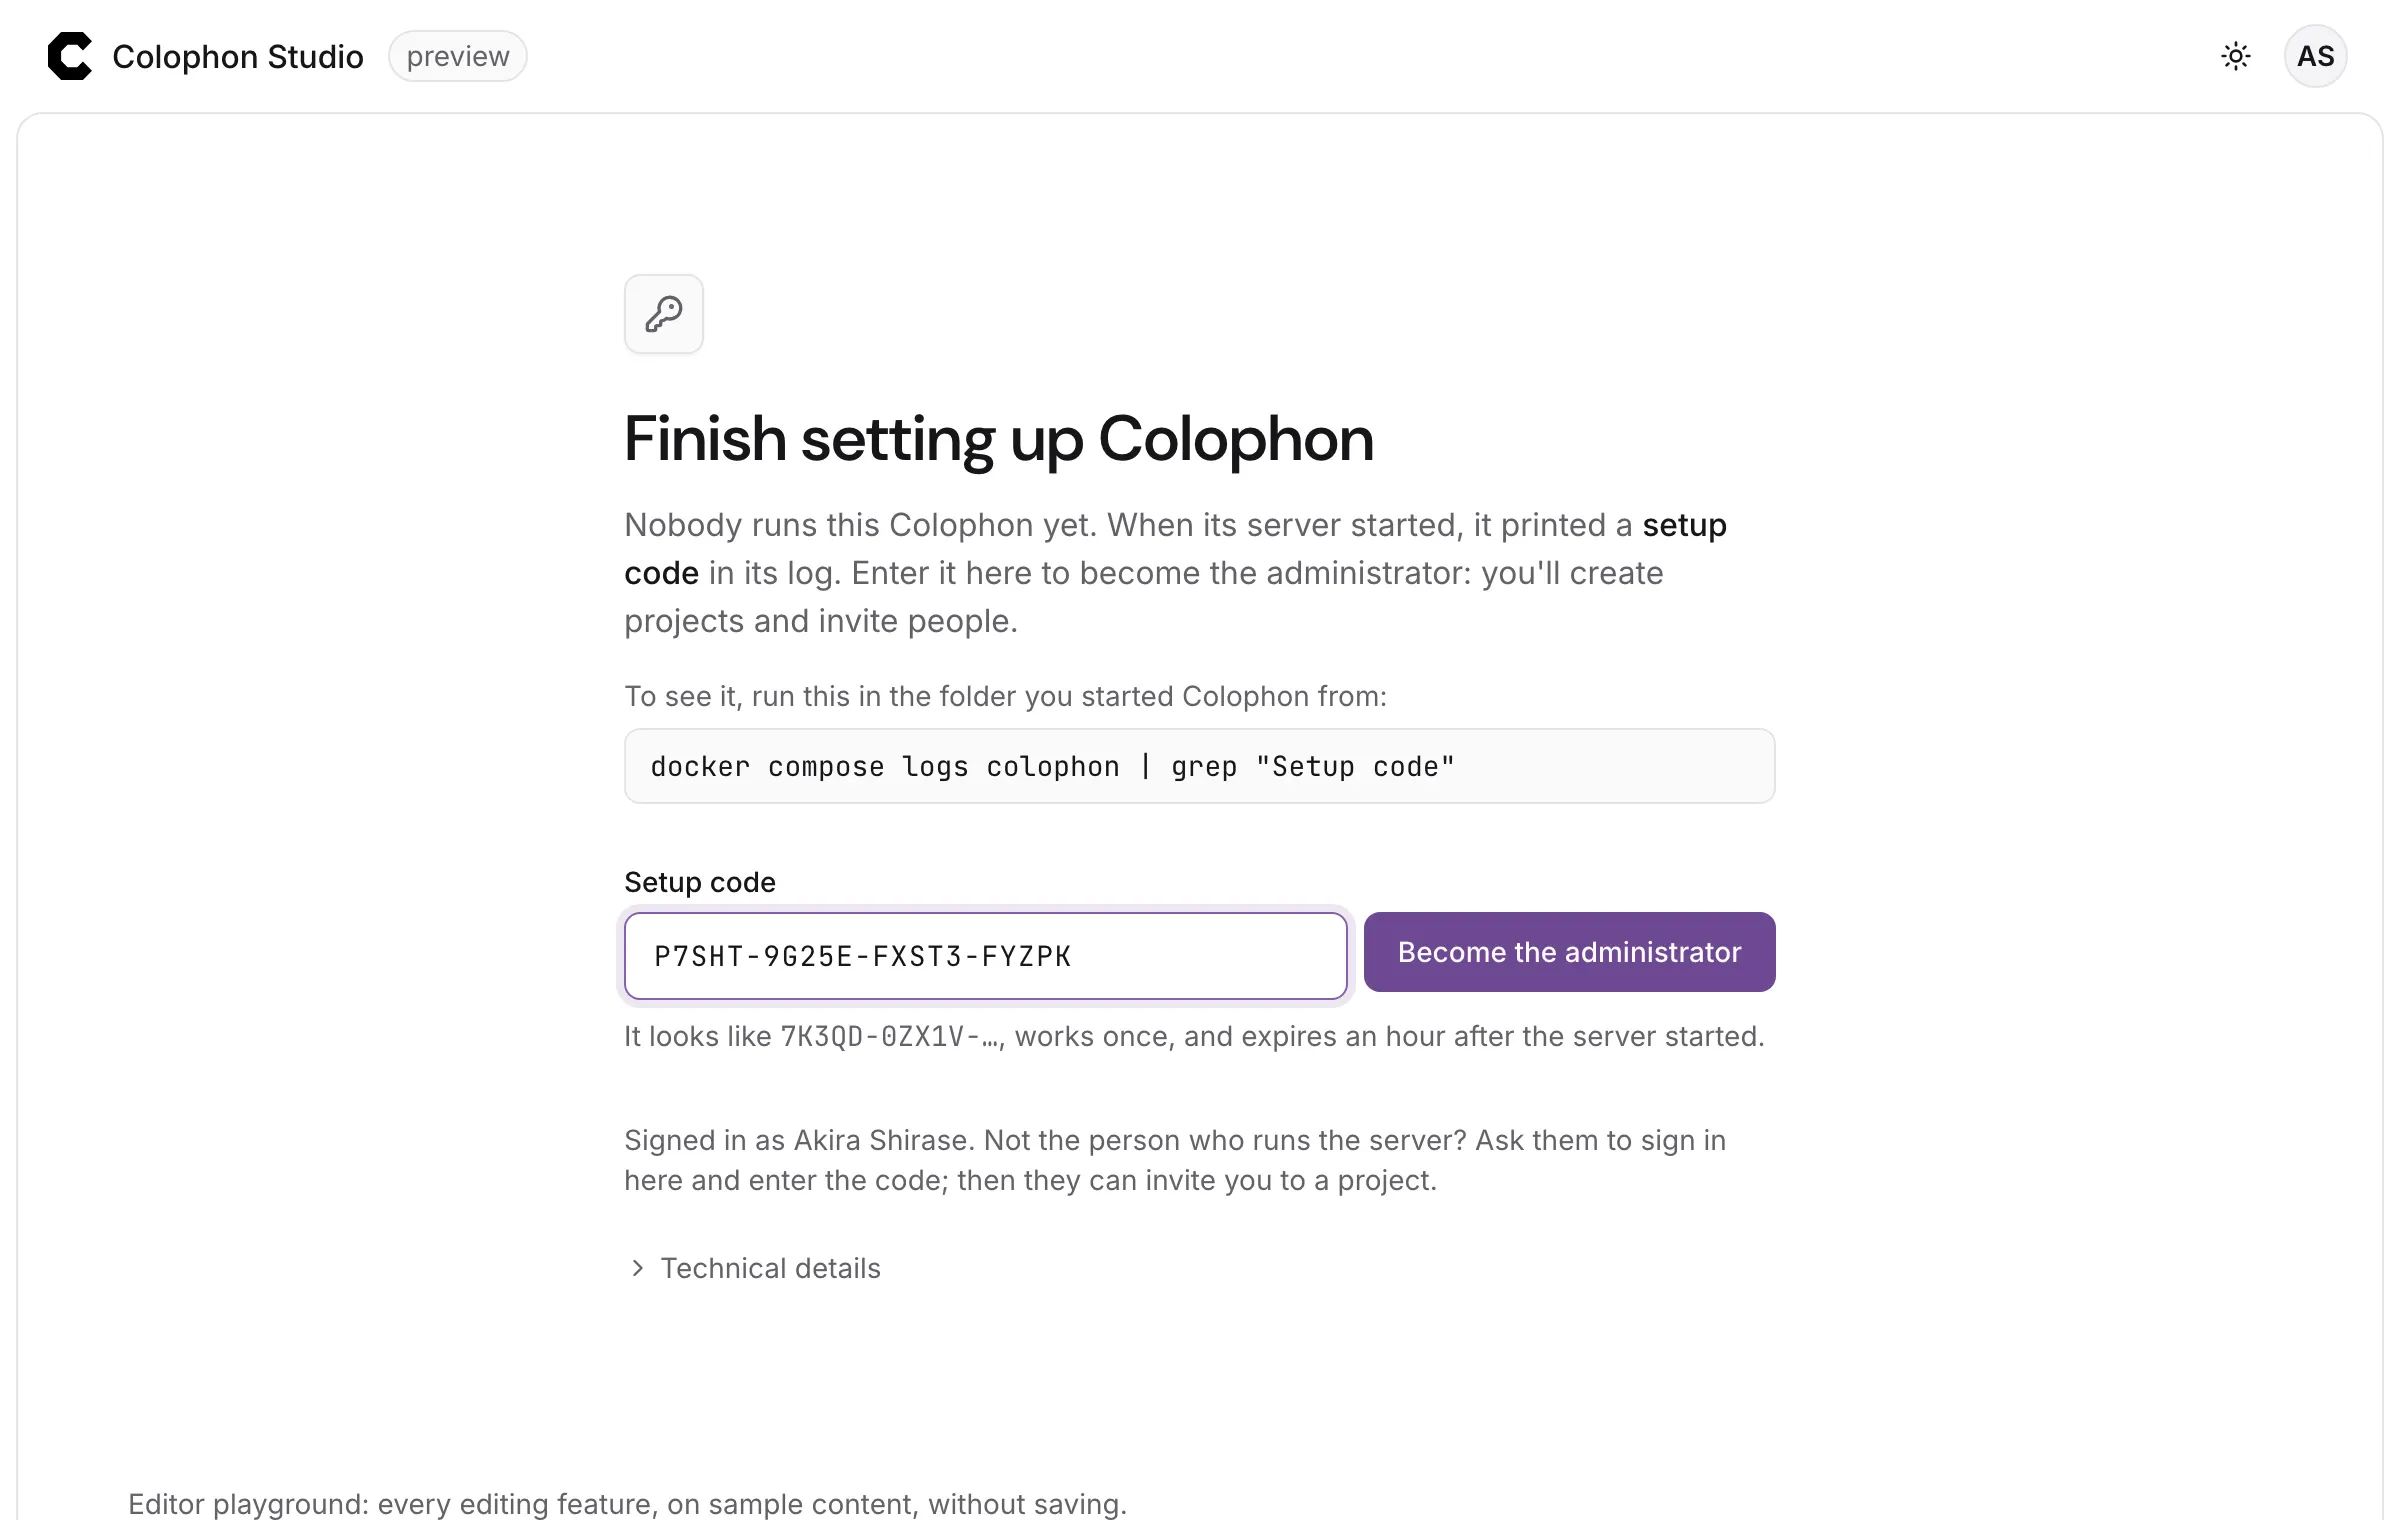 Colophon Studio preview
AS
Finish setting up Colophon
Nobody runs this Colophon yet. When its server started, it printed a setup
code in its log. Enter it here to become the administrator: you'll create
projects and invite people.
To see it, run this in the folder you started Colophon from:
docker compose logs colophon | grep "Setup code"
Setup code
P7SHT-9G25E-FXST3-FYZPK
Become the administrator
It looks like 7K3QD-0ZX1V-…, works once, and expires an hour after the server started.
Signed in as Akira Shirase. Not the person who runs the server? Ask them to sign in
here and enter the code; then they can invite you to a project.
Technical details
Editor playground: every editing feature, on sample content, without saving.